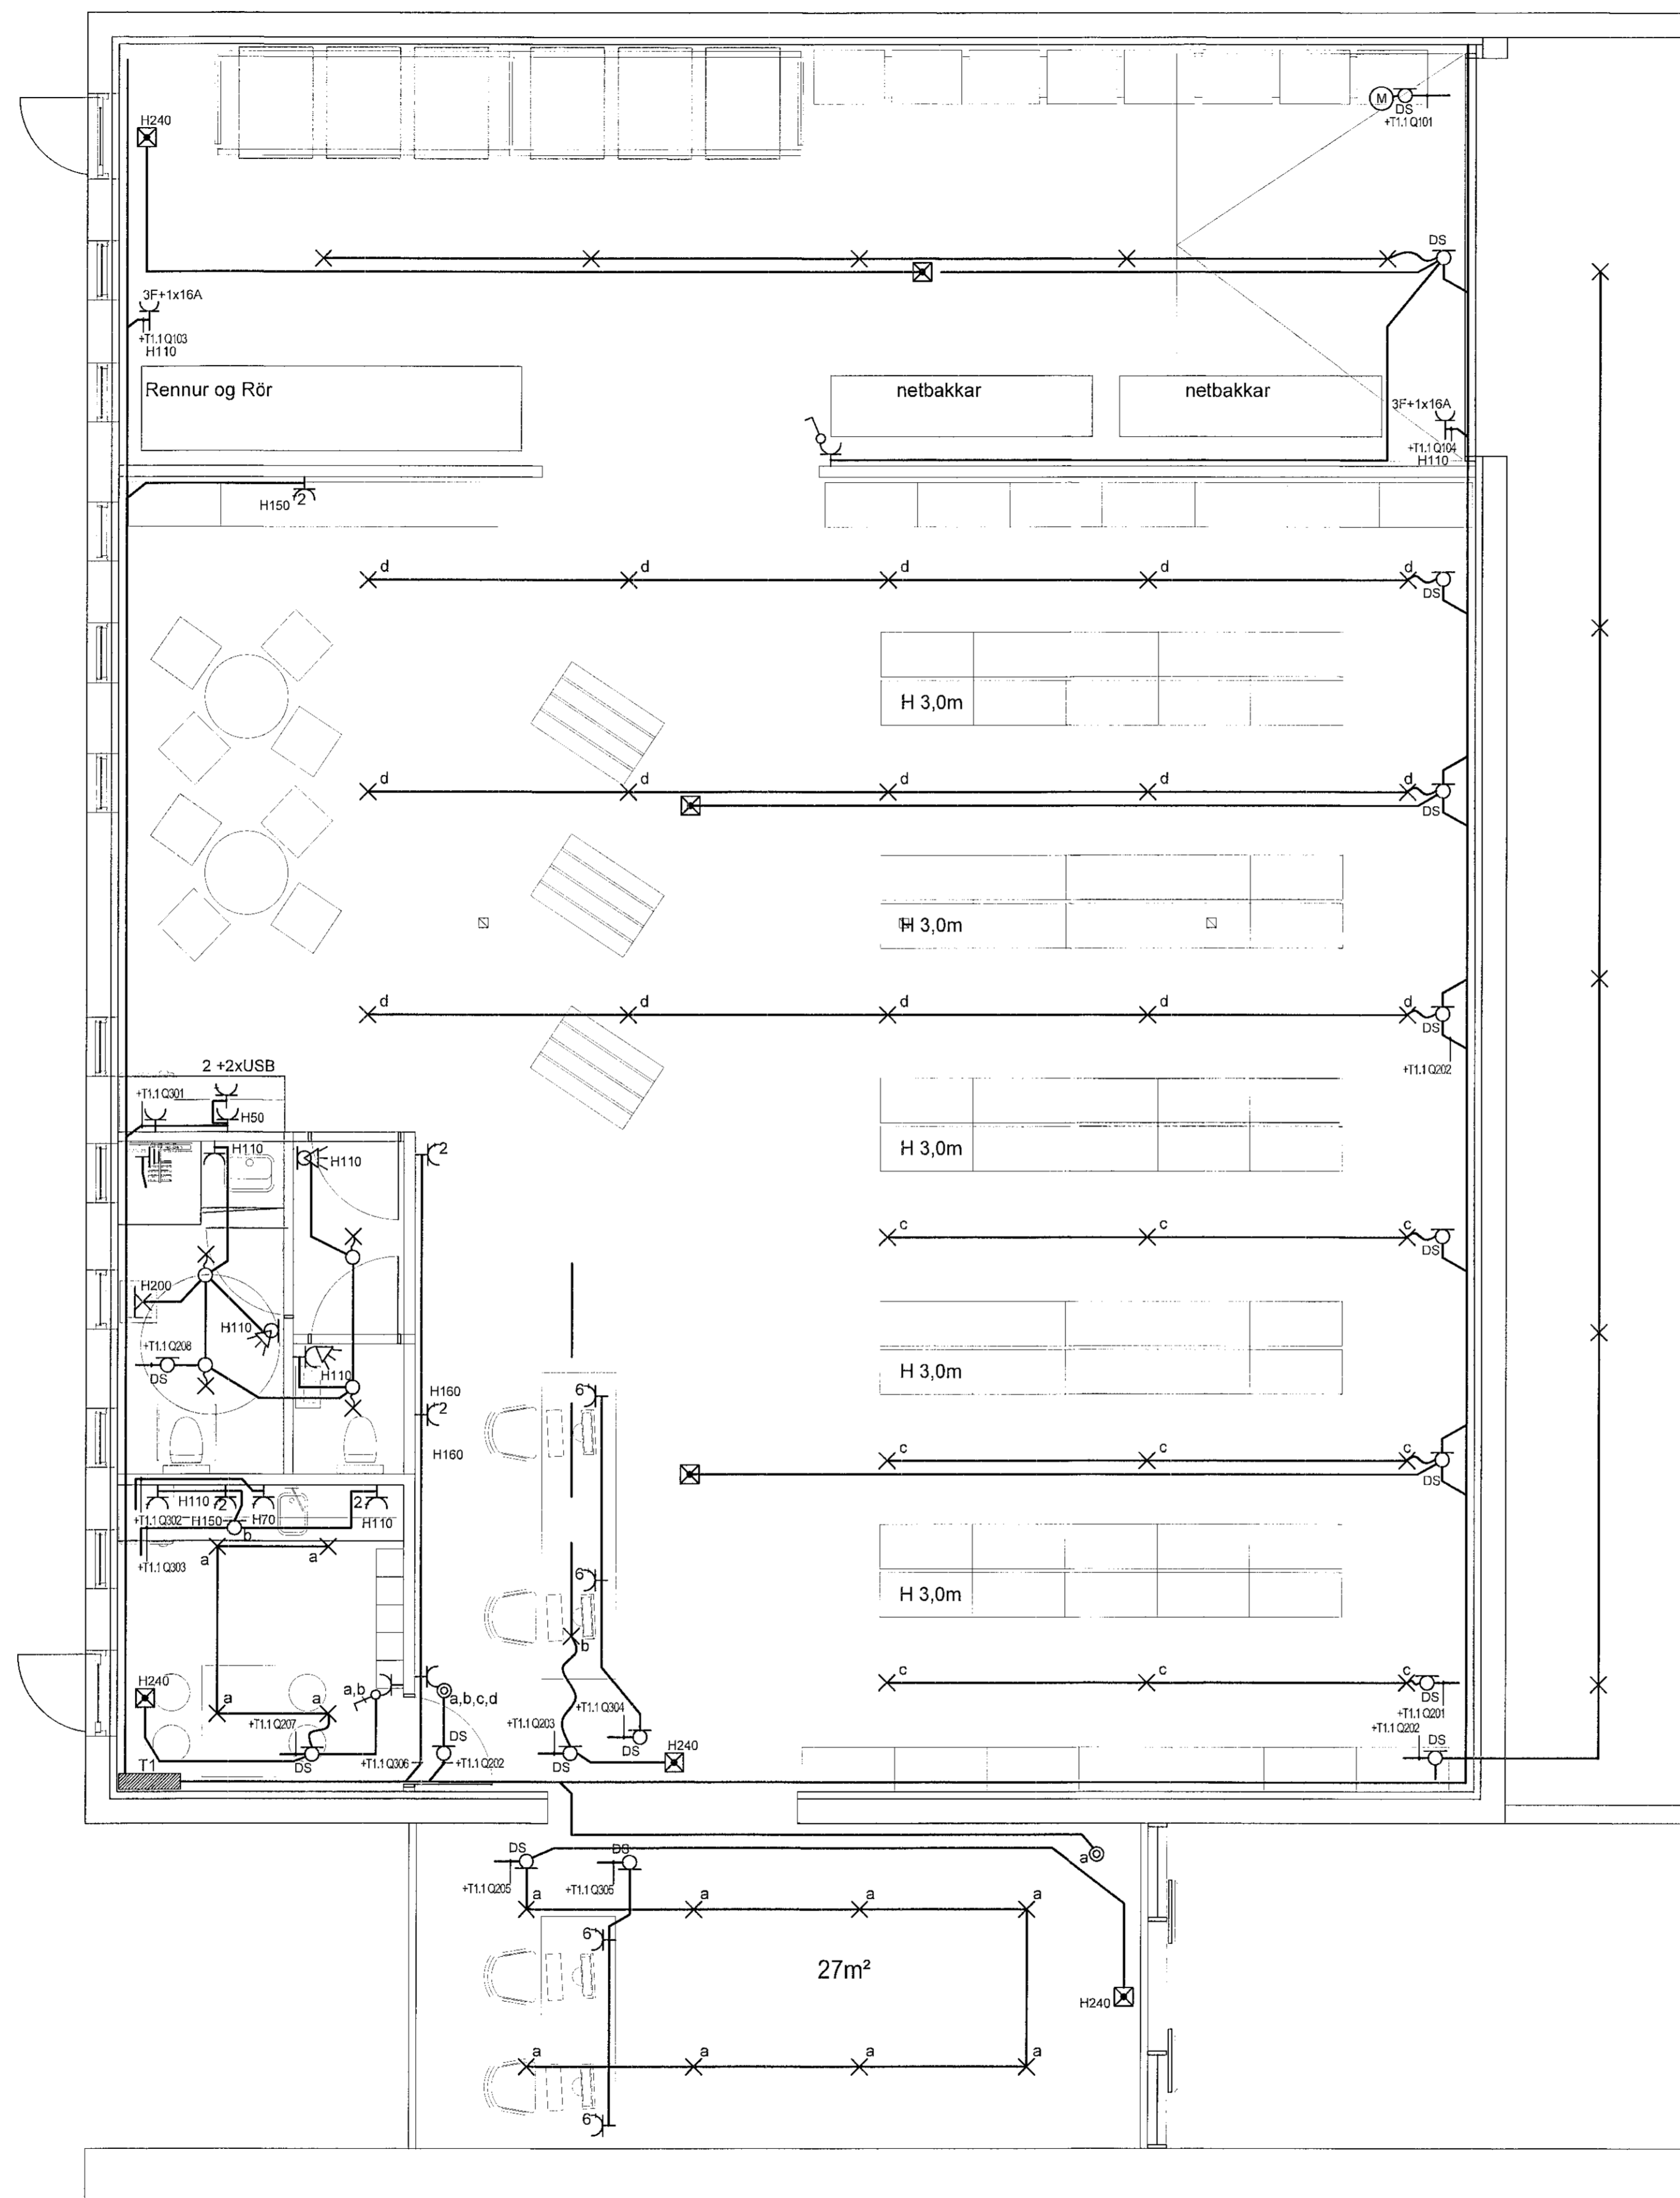 H240
M
DS
+T1.1 Q101
DS
3F+1x16A
+T1.1 Q103
H110
Rennur og Rör
netbakkar
netbakkar
3F+1x16A
+T1.1 Q104
H110
H150 2
d d d d d
DS
H 3,0m
d d d d d
DS
H 3,0m
d d d d d
DS
+T1.1 Q202
2 +2xUSB
+T1.1 Q301
H50
H110
H110
2
H 3,0m
c c c
DS
H200
H110
+T1.1 Q208
DS
H110
H160
2
H160
6
H 3,0m
c c c
DS
H110
2
2
+T1.1 Q302
H150
H70
H110
b
a a
+T1.1 Q303
6
H 3,0m
b
c c c
DS
+T1.1 Q201
+T1.1 Q202
DS
H240
a a
a,b
a,b,c,d
+T1.1 Q207
DS
+T1.1 Q306
DS
+T1.1 Q202
+T1.1 Q203
DS
+T1.1 Q304
DS
H240
T1
DS
DS
a
+T1.1 Q205
+T1.1 Q305
a a a a
6
27m²
H240
a a a a
6